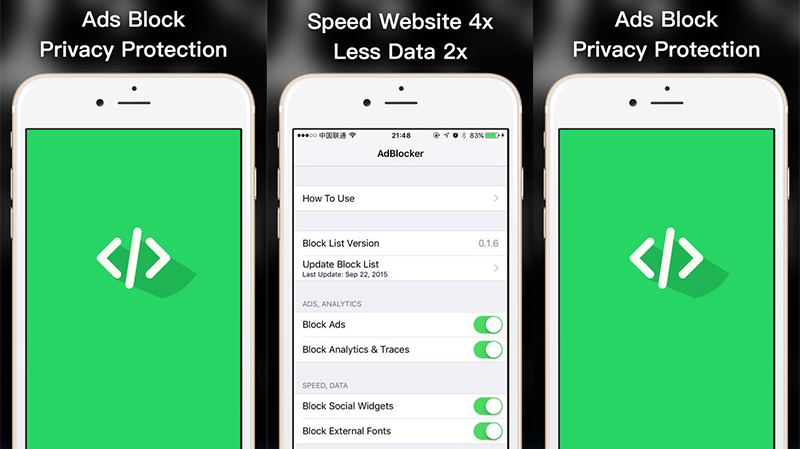 Ads Block
Privacy Protection
</>
Speed Website 4x
Less Data 2x
中国联通 21:48 83%
AdBlocker
How To Use
Block List Version 0.1.6
Update Block List
Last Update: Sep 22, 2015
ADS, ANALYTICS
Block Ads
Block Analytics & Traces
SPEED, DATA
Block Social Widgets
Block External Fonts
Ads Block
Privacy Protection
</>